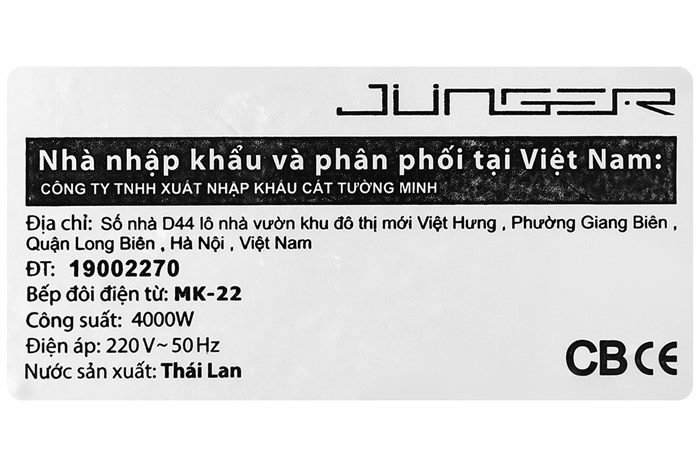 JÜNGER
Nhà nhập khẩu và phân phối tại Việt Nam:
CÔNG TY TNHH XUẤT NHẬP KHẨU CÁT TƯỜNG MINH
Địa chỉ: Số nhà D44 lô nhà vườn khu đô thị mới Việt Hưng , Phường Giang Biên ,
Quận Long Biên , Hà Nội , Việt Nam
ĐT: 19002270
Bếp đôi điện từ: MK-22
Công suất: 4000W
Điện áp: 220 V~ 50 Hz
Nước sản xuất: Thái Lan
CB CE